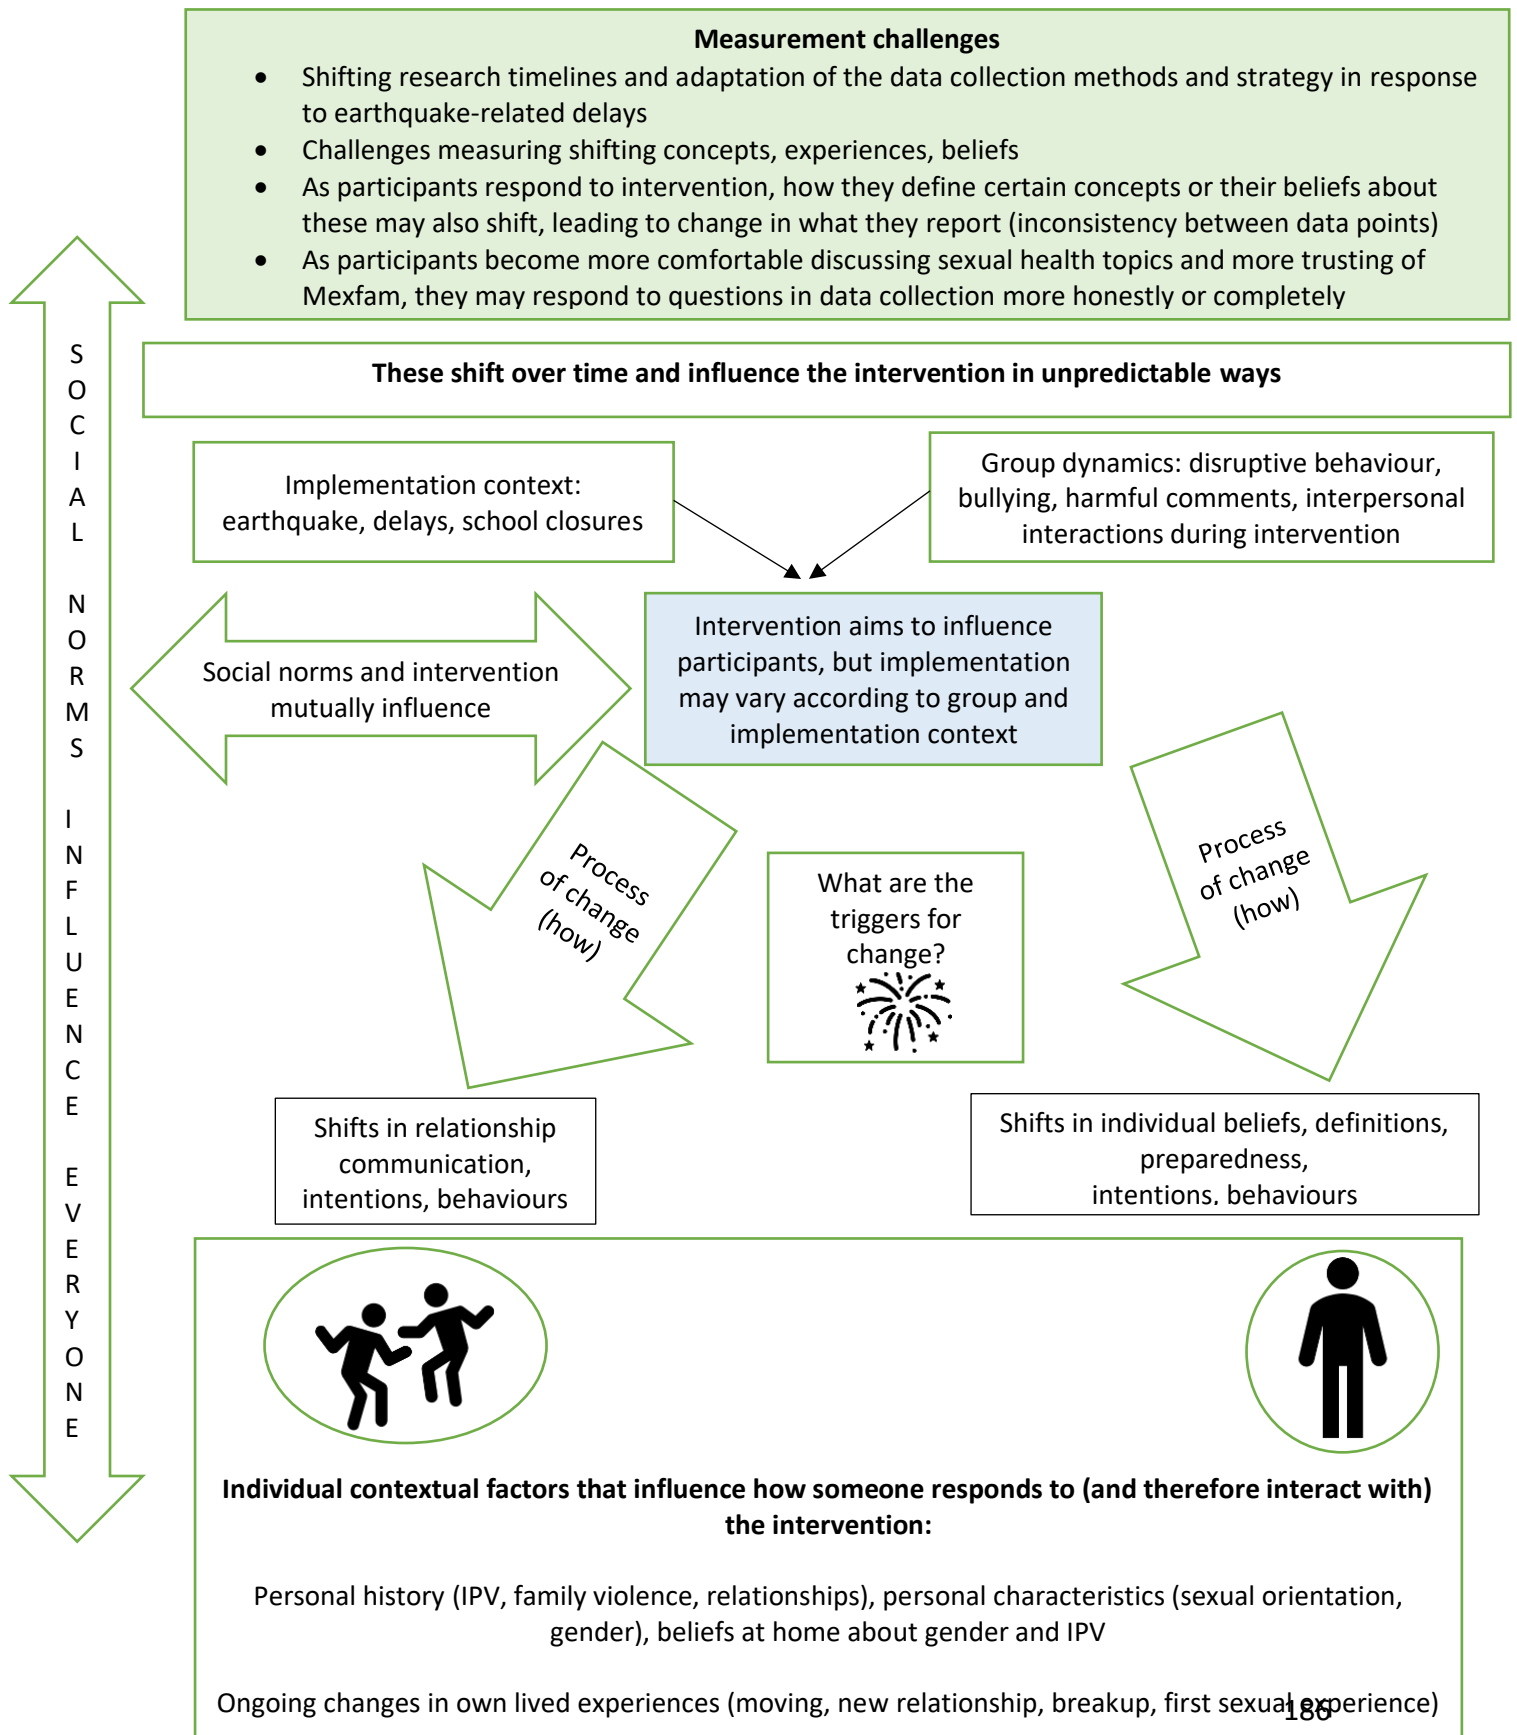 Measurement challenges
• Shifting research timelines and adaptation of the data collection methods and strategy in response
to earthquake-related delays
• Challenges measuring shifting concepts, experiences, beliefs
• As participants respond to intervention, how they define certain concepts or their beliefs about
these may also shift, leading to change in what they report (inconsistency between data points)
• As participants become more comfortable discussing sexual health topics and more trusting of
Mexfam, they may respond to questions in data collection more honestly or completely
SOCIAL NORMS INFLUENCE EVERYONE
These shift over time and influence the intervention in unpredictable ways
Implementation context:
earthquake, delays, school closures
Group dynamics: disruptive behaviour,
bullying, harmful comments, interpersonal
interactions during intervention
Social norms and intervention
mutually influence
Intervention aims to influence
participants, but implementation
may vary according to group and
implementation context
Process
of change
(how)
What are the
triggers for
change?
Process
of change
(how)
Shifts in relationship
communication,
intentions, behaviours
Shifts in individual beliefs, definitions,
preparedness,
intentions, behaviours
Individual contextual factors that influence how someone responds to (and therefore interact with)
the intervention:
Personal history (IPV, family violence, relationships), personal characteristics (sexual orientation,
gender), beliefs at home about gender and IPV
Ongoing changes in own lived experiences (moving, new relationship, breakup, first sexual experience)
186